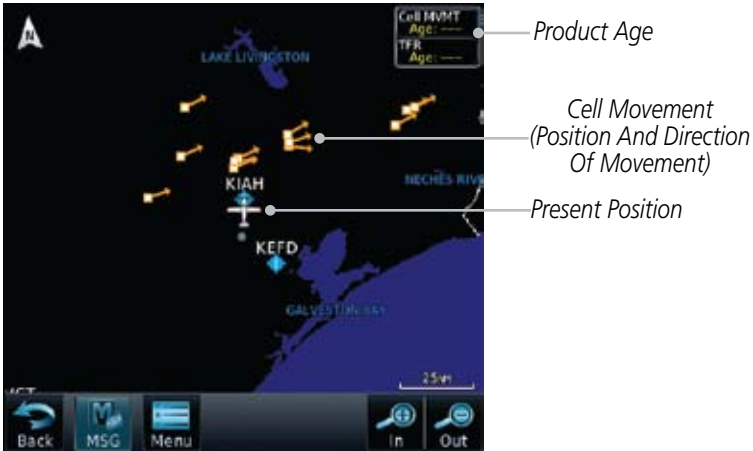 N
Cell MVMT
Age: ---
TFR
Age: ---
Product Age
LAKE LIVINGSTON
Cell Movement
(Position And Direction
Of Movement)
KIAH
NECHES RIVE
Present Position
KEFD
GALVESTON BAY
25NM
Back
MSG
Menu
In
Out